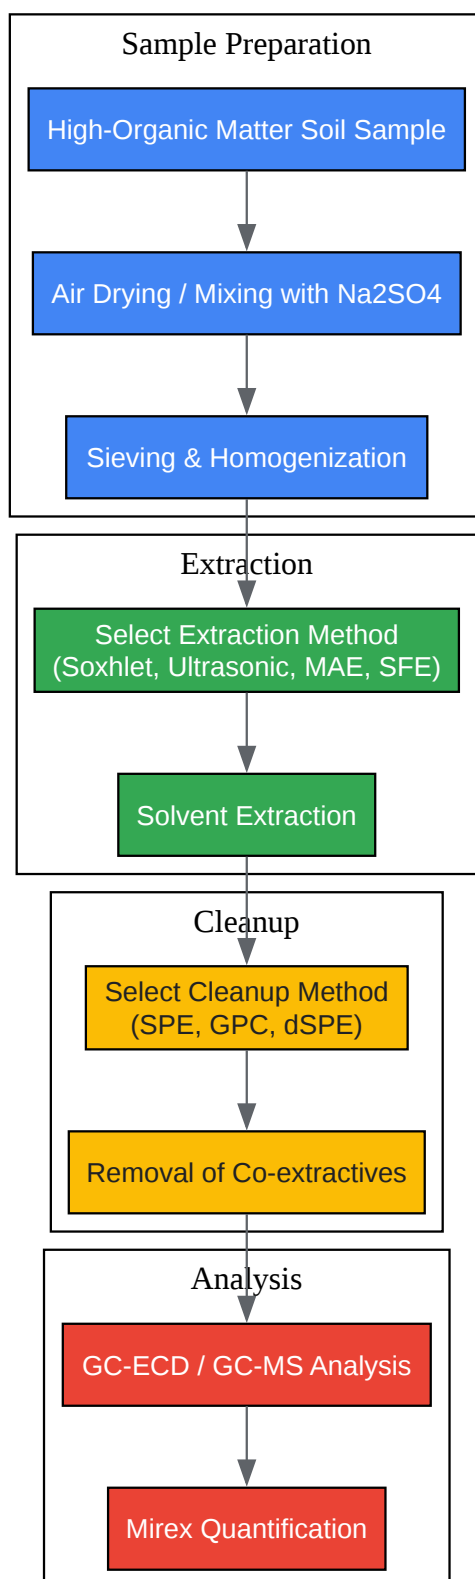 Sample Preparation
High-Organic Matter Soil Sample
Air Drying / Mixing with Na2SO4
Sieving & Homogenization
Extraction
Select Extraction Method
(Soxhlet, Ultrasonic, MAE, SFE)
Solvent Extraction
Cleanup
Select Cleanup Method
(SPE, GPC, dSPE)
Removal of Co-extractives
Analysis
GC-ECD / GC-MS Analysis
Mirex Quantification